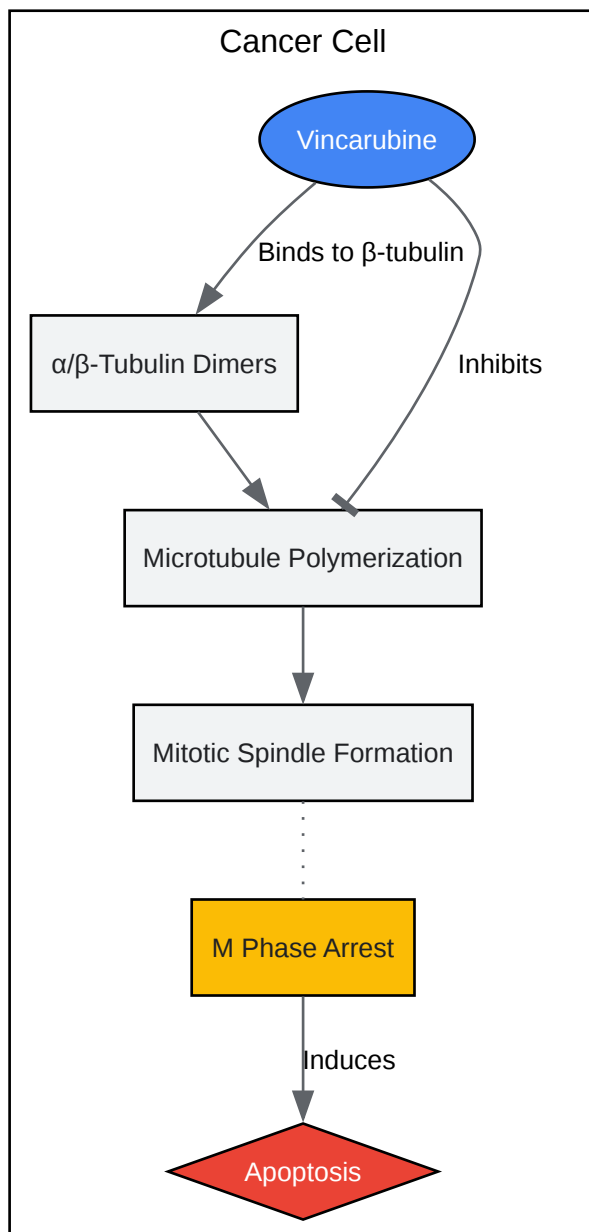 Cancer Cell
Vincarubine
Binds to β-tubulin
α/β-Tubulin Dimers
Inhibits
Microtubule Polymerization
Mitotic Spindle Formation
M Phase Arrest
Induces
Apoptosis